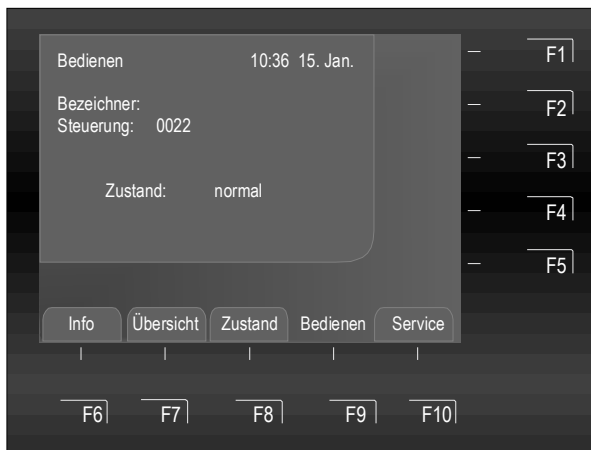 Bedienen 10:36 15. Jan.
Bezeichner:
Steuerung: 0022
Zustand: normal
F1
F2
F3
F4
F5
Info Übersicht Zustand Bedienen Service
F6 F7 F8 F9 F10